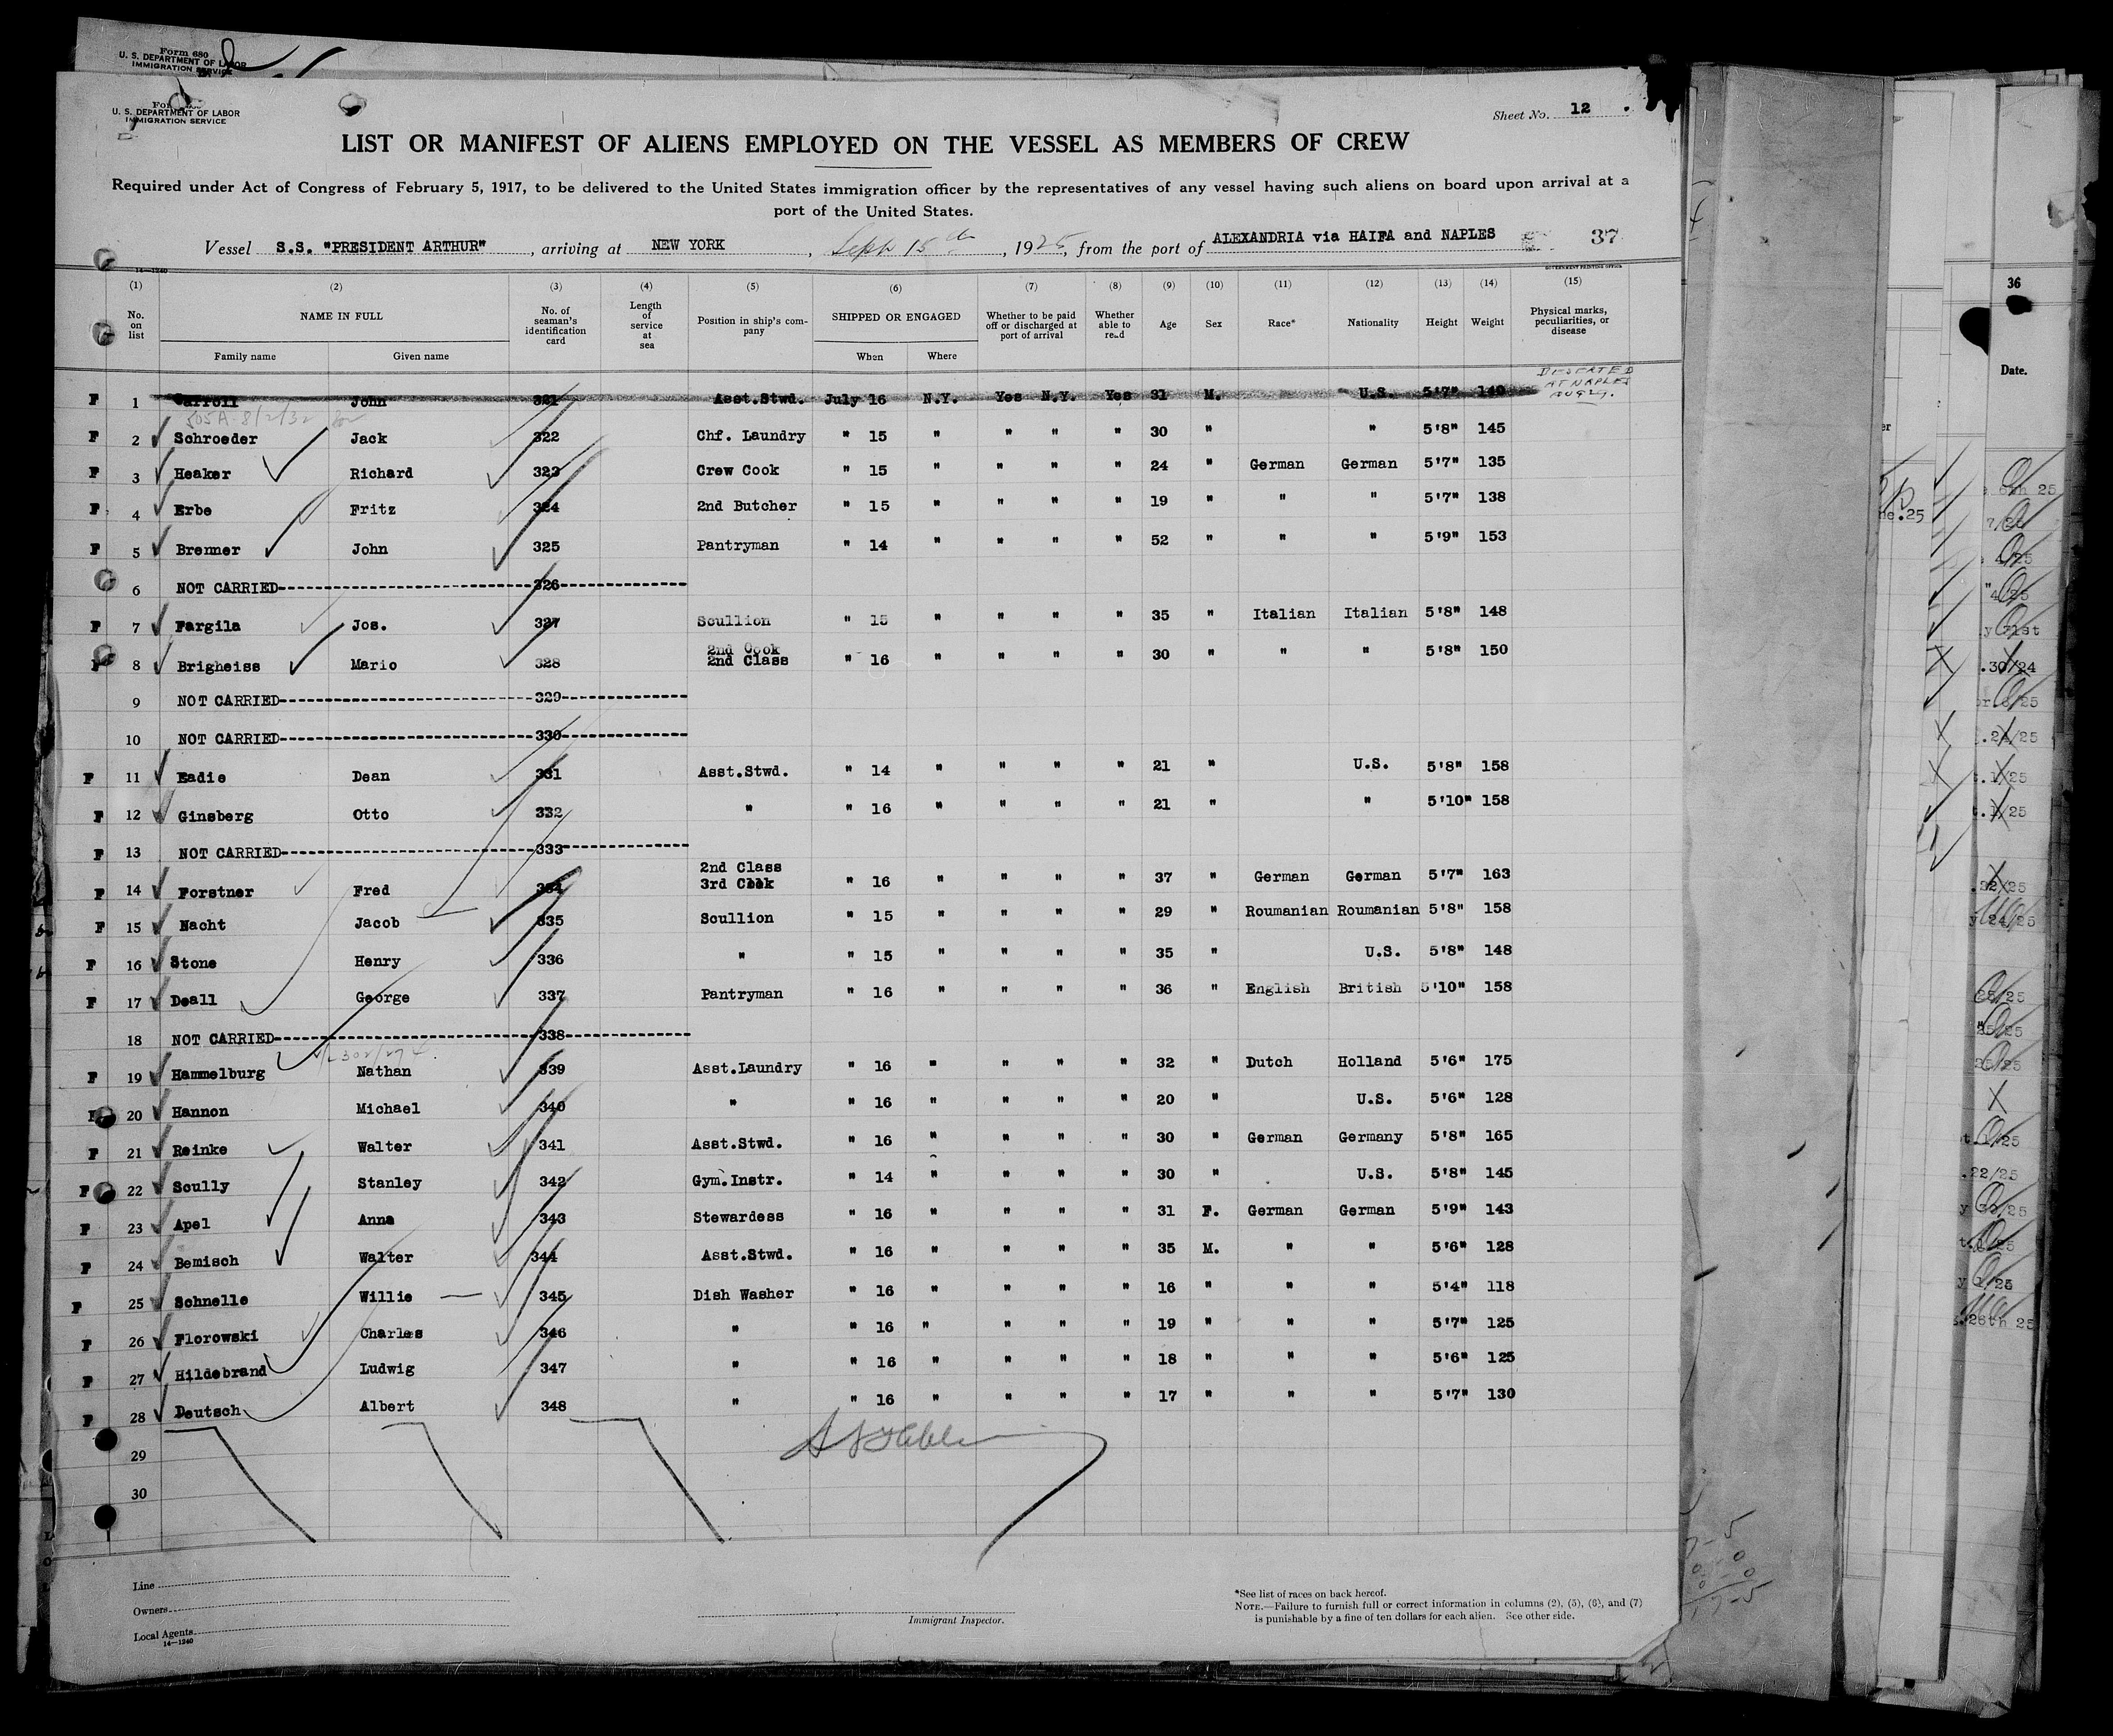 Form 680
U. S. DEPARTMENT OF LABOR
IMMIGRATION SERVICE
U. S. DEPARTMENT OF LABOR
IMMIGRATION SERVICE
Sheet No. 12
LIST OR MANIFEST OF ALIENS EMPLOYED ON THE VESSEL AS MEMBERS OF CREW
Required under Act of Congress of February 5, 1917, to be delivered to the United States immigration officer by the representatives of any vessel having such aliens on board upon arrival at a
port of the United States.
Vessel S.S. "PRESIDENT ARTHUR", arriving at NEW YORK, Sept 15th, 1925, from the port of ALEXANDRIA via HAIFA and NAPLES 37
14—1240 GOVERNMENT PRINTING OFFICE
(1) (2) (3) (4) (5) (6) (7) (8) (9) (10) (11) (12) (13) (14) (15)
No. on list NAME IN FULL Family name Given name No. of seaman's identification card Length of service at sea Position in ship's company SHIPPED OR ENGAGED When Where Whether to be paid off or discharged at port of arrival Whether able to read Age Sex Race* Nationality Height Weight Physical marks, peculiarities, or disease
F 1 Carroll John 321 Asst.Stwd. July 16 N.Y. Yes N.Y. Yes 31 M. U.S. 5'7" 140 DESERTED AT NAPLES AUG 29.
F 2 Schroeder Jack 322 Chf. Laundry " 15 " " " " 30 " " 5'8" 145
F 3 Heaker Richard 323 Crew Cook " 15 " " " " 24 " German German 5'7" 135
F 4 Erbe Fritz 324 2nd Butcher " 15 " " " " 19 " " " 5'7" 138
F 5 Brenner John 325 Pantryman " 14 " " " " 52 " " " 5'9" 153
6 NOT CARRIED 326
F 7 Fargila Jos. 327 Scullion " 15 " " " " 35 " Italian Italian 5'8" 148
F 8 Brigheiss Mario 328 2nd Cook 2nd Class " 16 " " " " 30 " " " 5'8" 150
9 NOT CARRIED 329
10 NOT CARRIED 330
F 11 Eadie Dean 331 Asst.Stwd. " 14 " " " " 21 " U.S. 5'8" 158
F 12 Ginsberg Otto 332 " " 16 " " " " 21 " " 5'10" 158
F 13 NOT CARRIED 333
F 14 Forstner Fred 334 2nd Class 3rd Cook " 16 " " " " 37 " German German 5'7" 163
F 15 Nacht Jacob 335 Scullion " 15 " " " " 29 " Roumanian Roumanian 5'8" 158
F 16 Stone Henry 336 " " 15 " " " " 35 " U.S. 5'8" 148
F 17 Deall George 337 Pantryman " 16 " " " " 36 " English British 5'10" 158
18 NOT CARRIED 338
F 19 Hammelburg Nathan 339 Asst.Laundry " 16 " " " " 32 " Dutch Holland 5'6" 175
F 20 Hannon Michael 340 " " 16 " " " " 20 " U.S. 5'6" 128
F 21 Reinke Walter 341 Asst.Stwd. " 16 " " " " 30 " German Germany 5'8" 165
F 22 Scully Stanley 342 Gym.Instr. " 14 " " " " 30 " U.S. 5'8" 145
F 23 Apel Anna 343 Stewardess " 16 " " " " 31 F. German German 5'9" 143
F 24 Bemisch Walter 344 Asst.Stwd. " 16 " " " " 35 M. " " 5'6" 128
F 25 Schnelle Willie 345 Dish Washer " 16 " " " " 16 " " " 5'4" 118
F 26 Florowski Charles 346 " " 16 " " " " 19 " " " 5'7" 125
F 27 Hildebrand Ludwig 347 " " 16 " " " " 18 " " " 5'6" 125
F 28 Deutsch Albert 348 " " 16 " " " " 17 " " " 5'7" 130
29
30
Line
Owners
Local Agents
14—1240
Immigrant Inspector.
*See list of races on back hereof.
NOTE.—Failure to furnish full or correct information in columns (2), (5), (6), and (7)
is punishable by a fine of ten dollars for each alien. See other side.
36
Date.